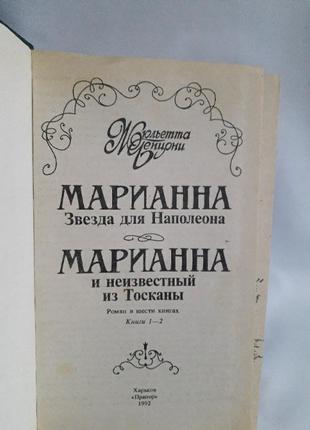 Жюльетта
Бенцони
МАРИАННА
Звезда для Наполеона
МАРИАННА
и неизвестный
из Тосканы
Роман в шести книгах
Книги 1—2
Харьков
«Прапор»
1992